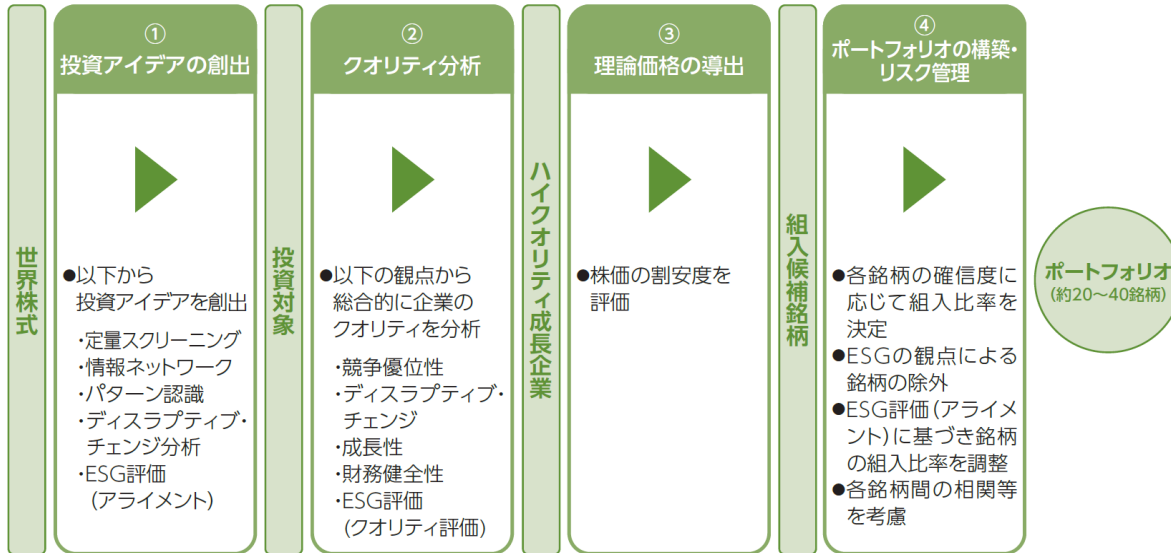 世界株式
①
投資アイデアの創出
●以下から
投資アイデアを創出
・定量スクリーニング
・情報ネットワーク
・パターン認識
・ディスラプティブ・
チェンジ分析
・ESG評価
(アライメント)
投資対象
②
クオリティ分析
●以下の観点から
総合的に企業の
クオリティを分析
・競争優位性
・ディスラプティブ・
チェンジ
・成長性
・財務健全性
・ESG評価
(クオリティ評価)
ハイクオリティ成長企業
③
理論価格の導出
●株価の割安度を
評価
組入候補銘柄
④
ポートフォリオの構築・
リスク管理
●各銘柄の確信度に
応じて組入比率を
決定
●ESGの観点による
銘柄の除外
●ESG評価(アライメ
ント)に基づき銘柄
の組入比率を調整
●各銘柄間の相関等
を考慮
ポートフォリオ
(約20～40銘柄)